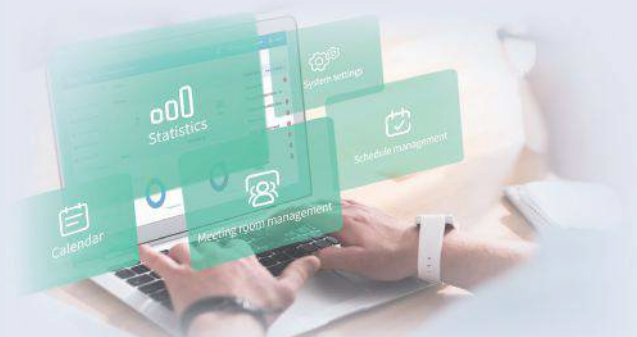 System settings
Statistics
Schedule management
Meeting room management
Calendar